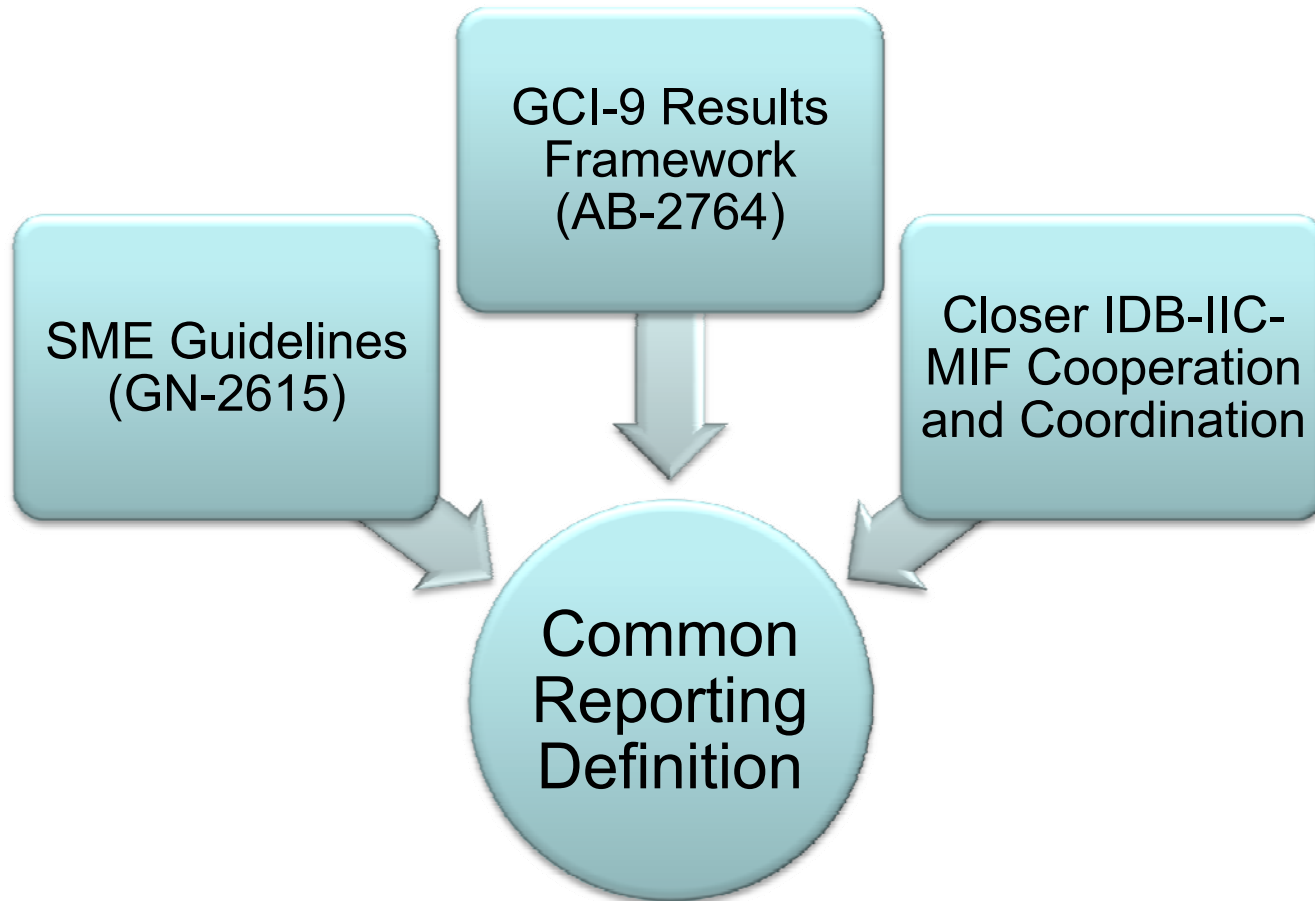 GCI-9 Results
Framework
(AB-2764)
SME Guidelines
(GN-2615)
Closer IDB-IIC-
MIF Cooperation
and Coordination
Common
Reporting
Definition